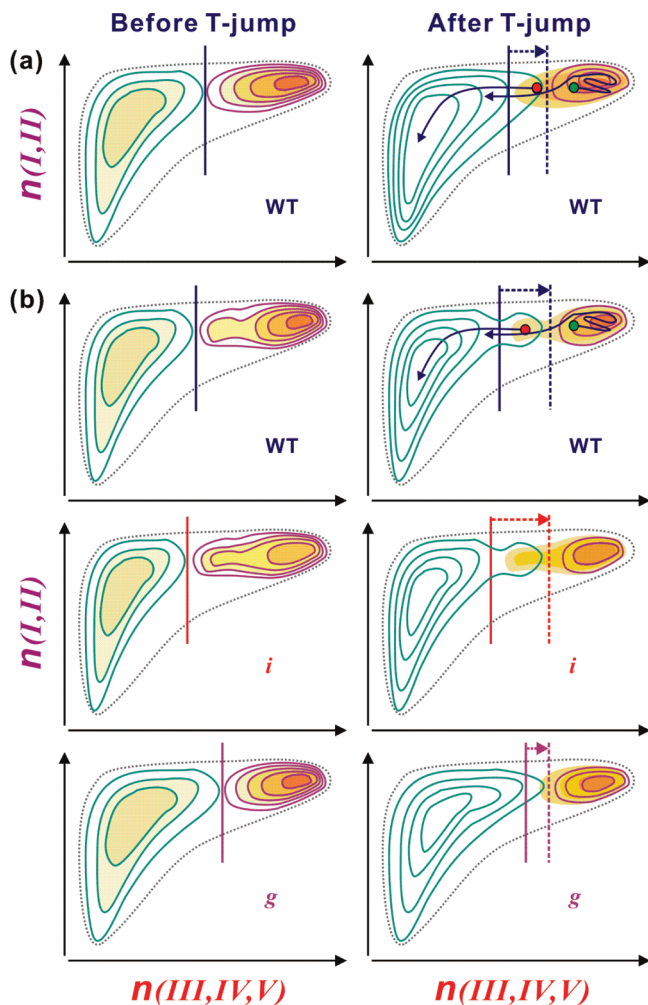 Before T-jump
After T-jump
(a)
n(I,II)
WT
WT
(b)
WT
WT
n(I,II)
i
i
g
g
n(III,IV,V)
n(III,IV,V)